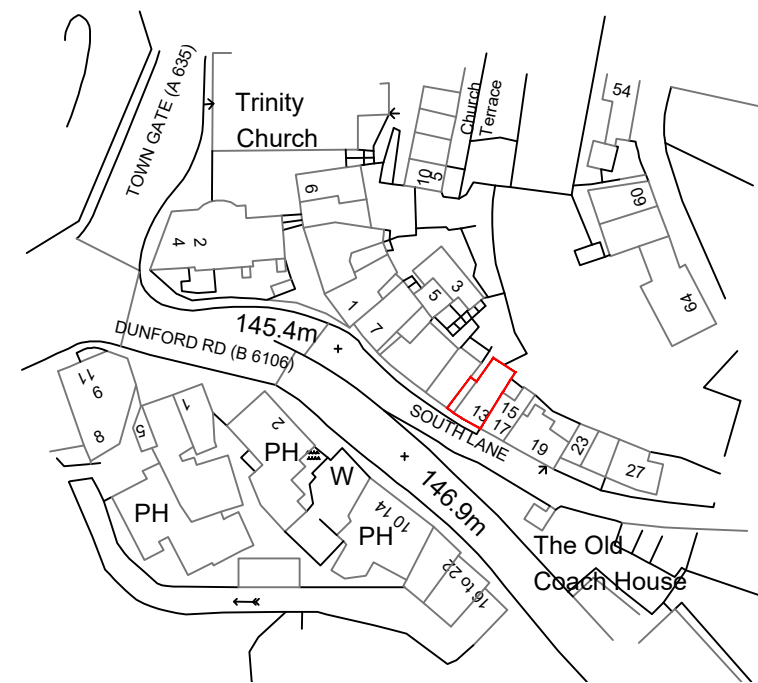 TOWN GATE (A 635)
Trinity
Church
Church
Terrace
54
10
5
6
60
64
4
2
3
5
1
7
145.4m
DUNFORD RD (B 6106)
SOUTH LANE
13
15
17
19
23
27
11
9
8
5
1
2
PH
PH
W
PH
10 14
146.9m
16 to 22
The Old
Coach House